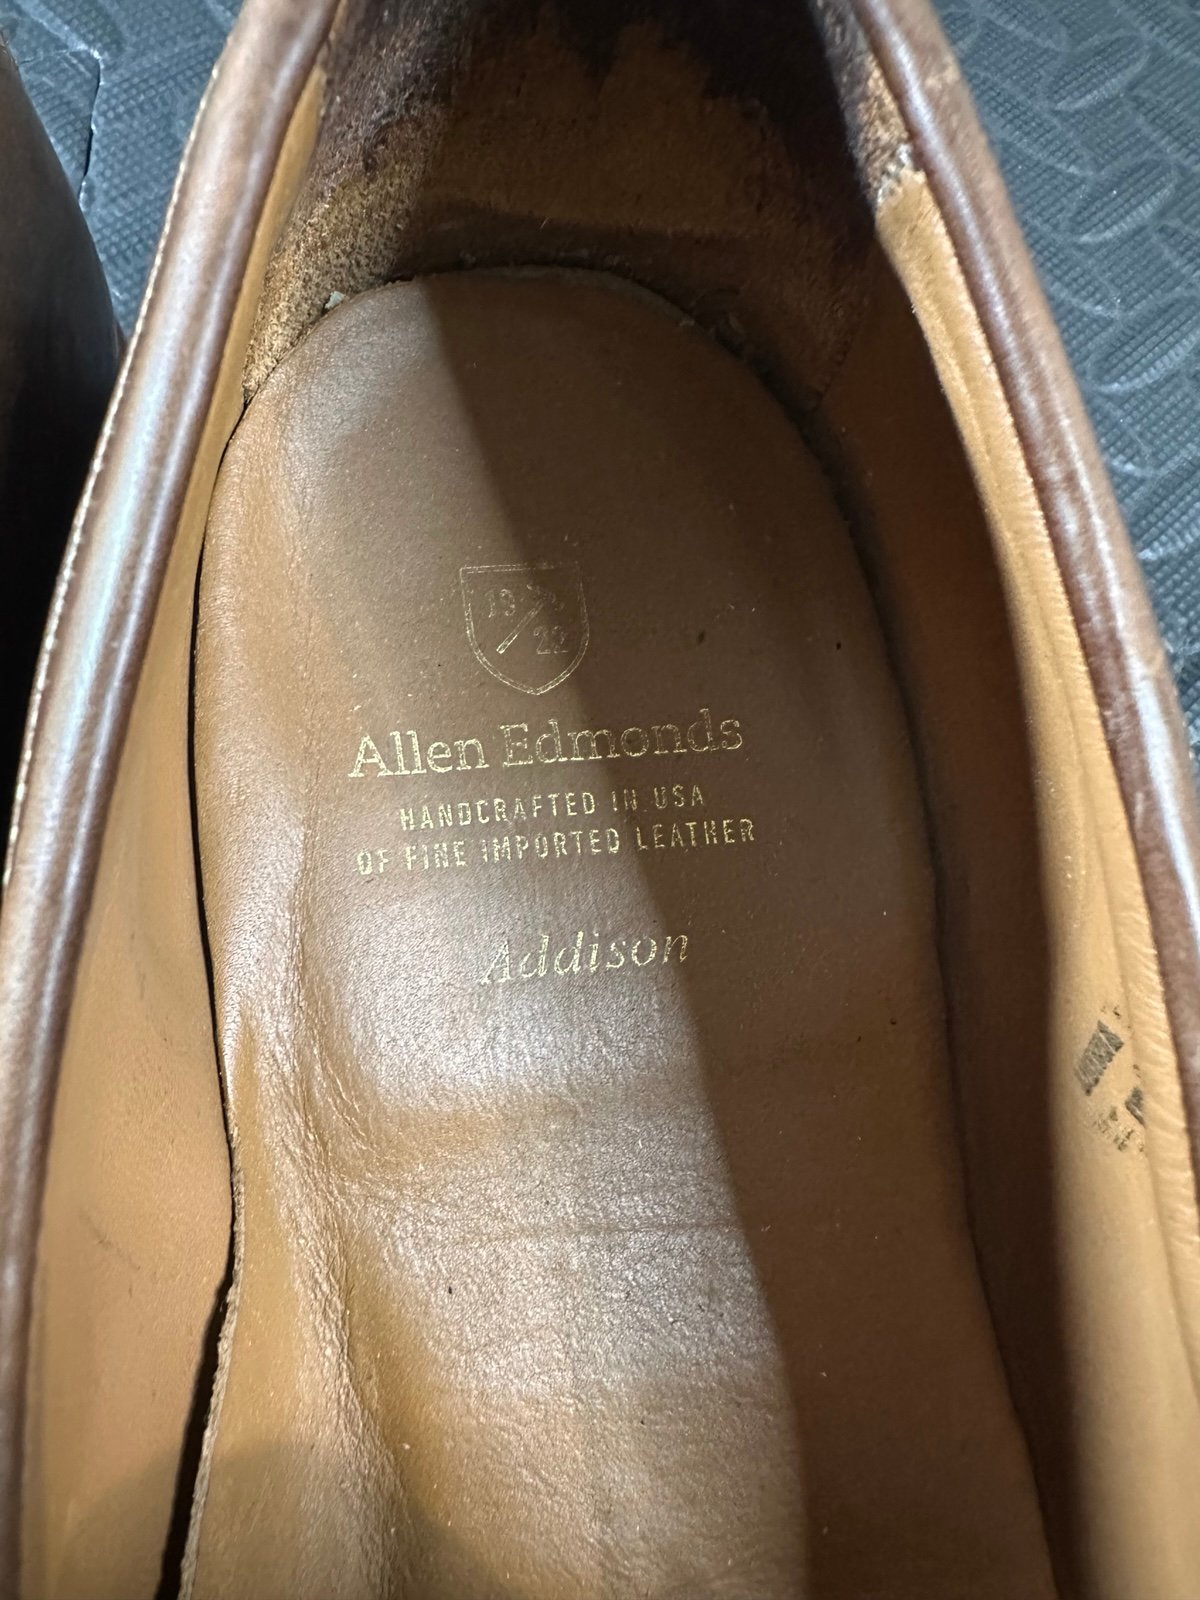 19
22
Allen Edmonds
HANDCRAFTED IN USA
OF FINE IMPORTED LEATHER
Addison